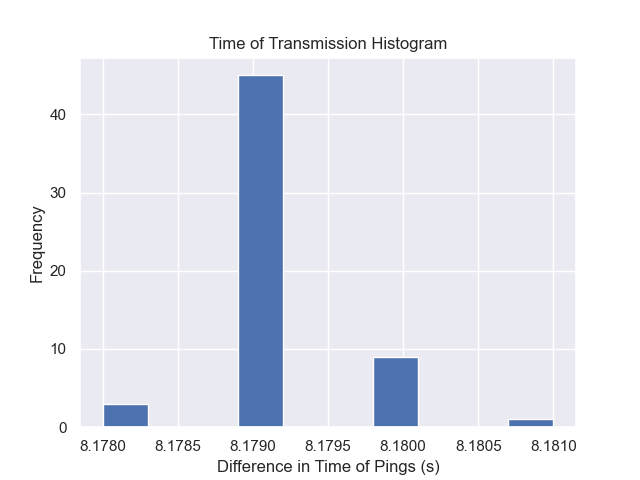 Time of Transmission Histogram
Frequency
40
30
20
10
0
8.1780 8.1785 8.1790 8.1795 8.1800 8.1805 8.1810
Difference in Time of Pings (s)